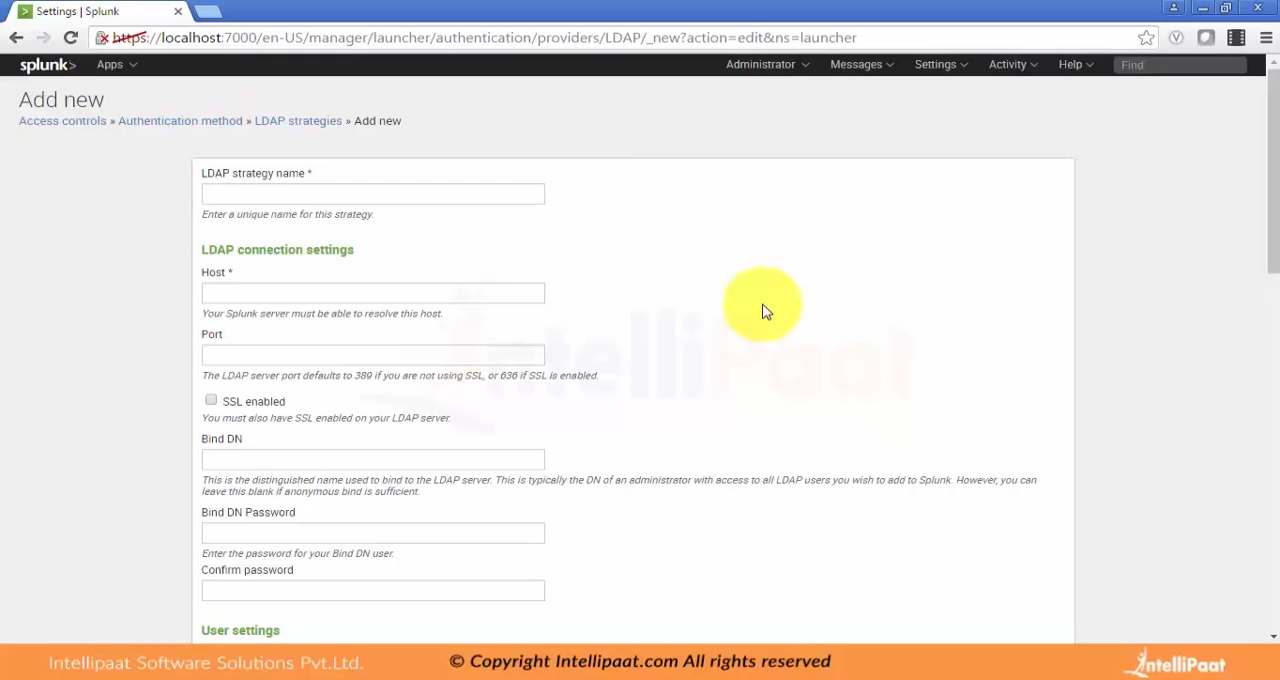 Settings | Splunk
https://localhost:7000/en-US/manager/launcher/authentication/providers/LDAP/_new?action=edit&ns=launcher
splunk> Apps Administrator Messages Settings Activity Help Find
Add new
Access controls » Authentication method » LDAP strategies » Add new
LDAP strategy name *
Enter a unique name for this strategy.
LDAP connection settings
Host *
Your Splunk server must be able to resolve this host.
Port
IntelliPaat
The LDAP server port defaults to 389 if you are not using SSL, or 636 if SSL is enabled.
SSL enabled
You must also have SSL enabled on your LDAP server.
Bind DN
This is the distinguished name used to bind to the LDAP server. This is typically the DN of an administrator with access to all LDAP users you wish to add to Splunk. However, you can
leave this blank if anonymous bind is sufficient.
Bind DN Password
Enter the password for your Bind DN user.
Confirm password
User settings
Intellipaat Software Solutions Pvt.Ltd. © Copyright Intellipaat.com All rights reserved IntelliPaat